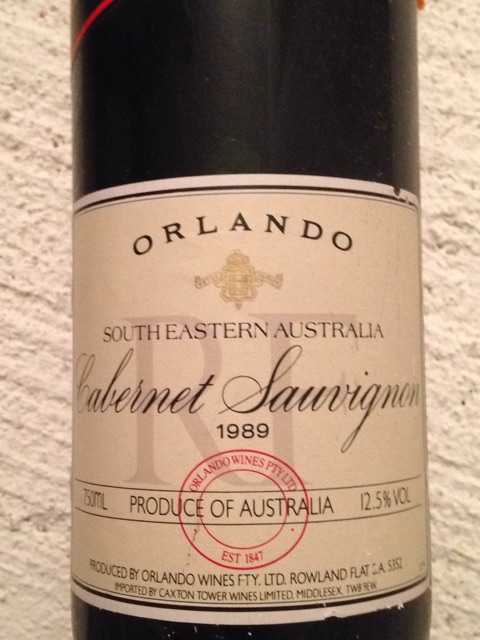 ORLANDO
SOUTH EASTERN AUSTRALIA
RF
Cabernet Sauvignon
1989
ORLANDO WINES PTY LTD
750ML PRODUCE OF AUSTRALIA 12.5% VOL
EST 1847
PRODUCED BY ORLANDO WINES PTY. LTD. ROWLAND FLAT S.A. 5352
IMPORTED BY CAXTON TOWER WINES LIMITED, MIDDLESEX, TW8 9EW